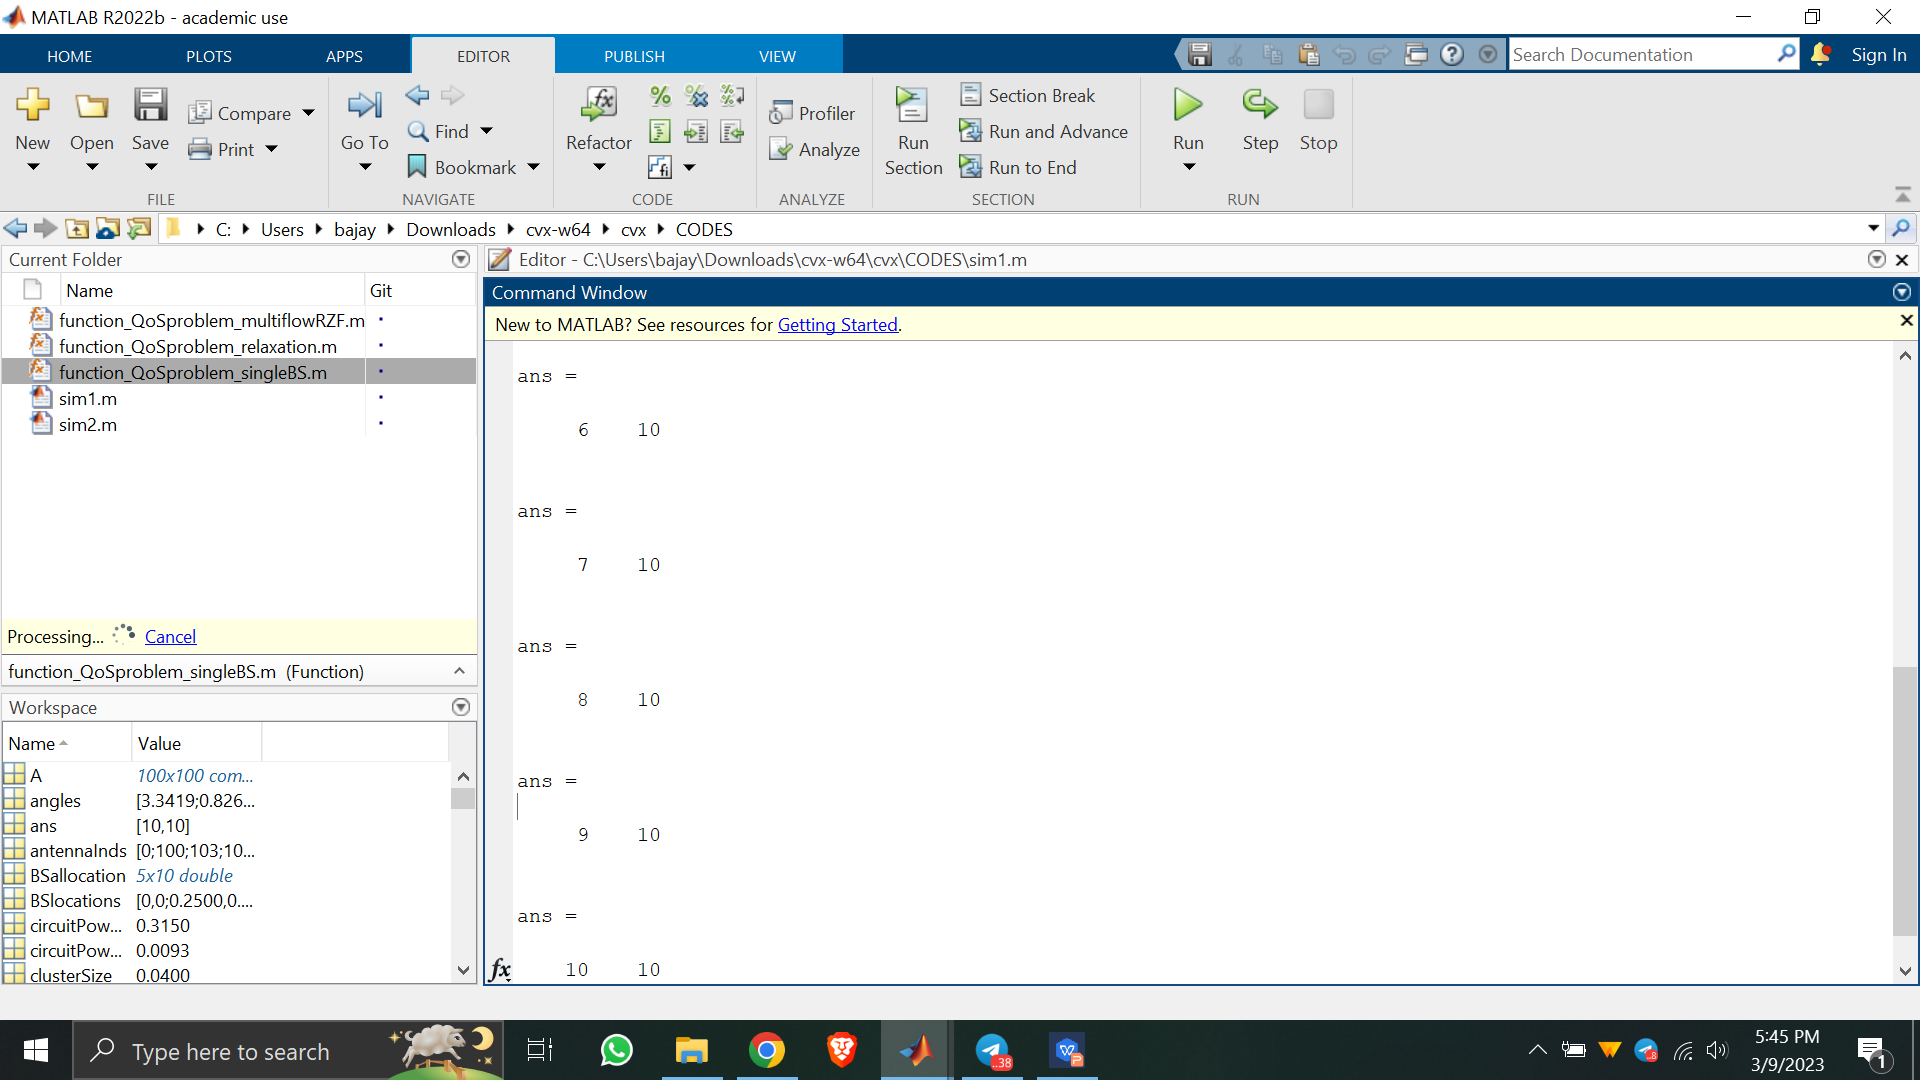 MATLAB R2022b - academic use
HOME PLOTS APPS EDITOR PUBLISH VIEW
Search Documentation
Sign In
New
Open
Save
Compare
Print
FILE
Go To
Find
Bookmark
NAVIGATE
Refactor
CODE
Profiler
Analyze
ANALYZE
Run Section
Section Break
Run and Advance
Run to End
SECTION
Run
Step
Stop
RUN
C: Users bajay Downloads cvx-w64 cvx CODES
Current Folder
Name Git
function_QoSproblem_multiflowRZF.m
function_QoSproblem_relaxation.m
function_QoSproblem_singleBS.m
sim1.m
sim2.m
Processing... Cancel
function_QoSproblem_singleBS.m (Function)
Workspace
Name Value
A 100x100 com...
angles [3.3419;0.826...
ans [10,10]
antennaInds [0;100;103;10...
BSallocation 5x10 double
BSlocations [0,0;0.2500,0....
circuitPow... 0.3150
circuitPow... 0.0093
clusterSize 0.0400
Editor - C:\Users\bajay\Downloads\cvx-w64\cvx\CODES\sim1.m
Command Window
New to MATLAB? See resources for Getting Started.
ans =
6 10
ans =
7 10
ans =
8 10
ans =
9 10
ans =
10 10
fx
Type here to search
38
8
5:45 PM
3/9/2023
1